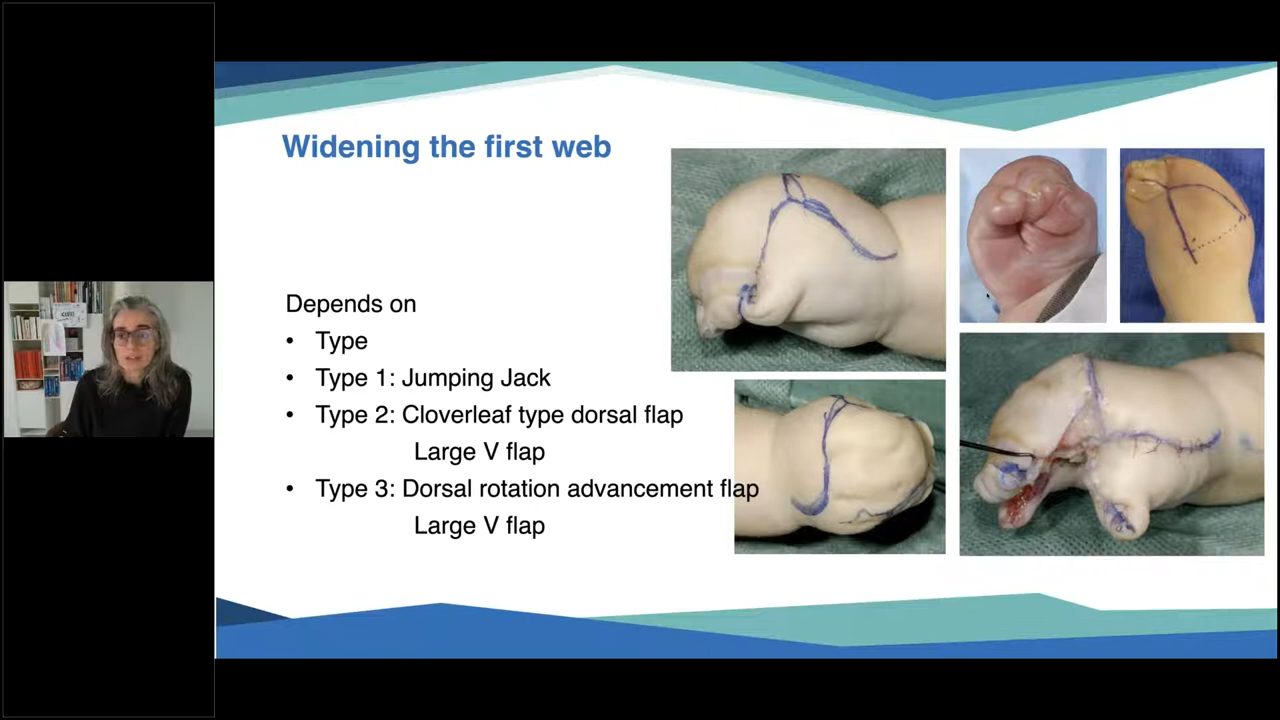 Widening the first web
Depends on
• Type
• Type 1: Jumping Jack
• Type 2: Cloverleaf type dorsal flap
Large V flap
• Type 3: Dorsal rotation advancement flap
Large V flap